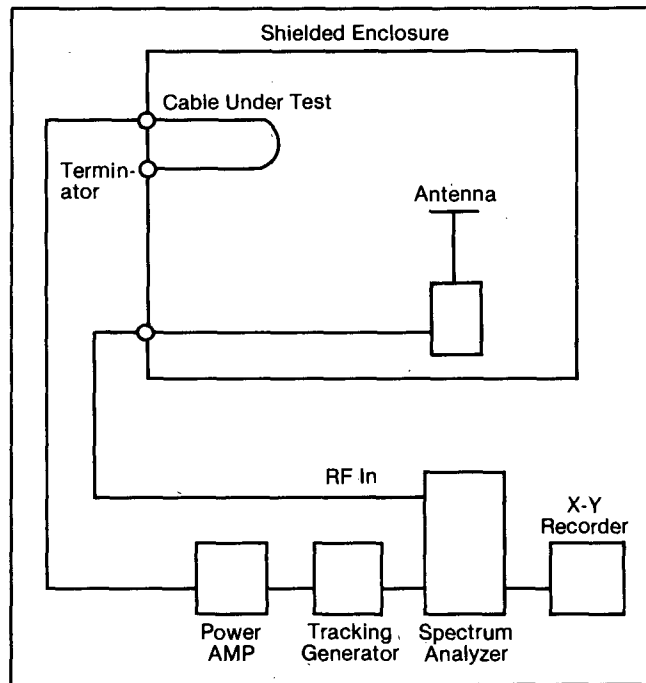 Shielded Enclosure
Cable Under Test
Termin-
ator
Antenna
RF In
X-Y
Recorder
Power
AMP
Tracking
Generator
Spectrum
Analyzer